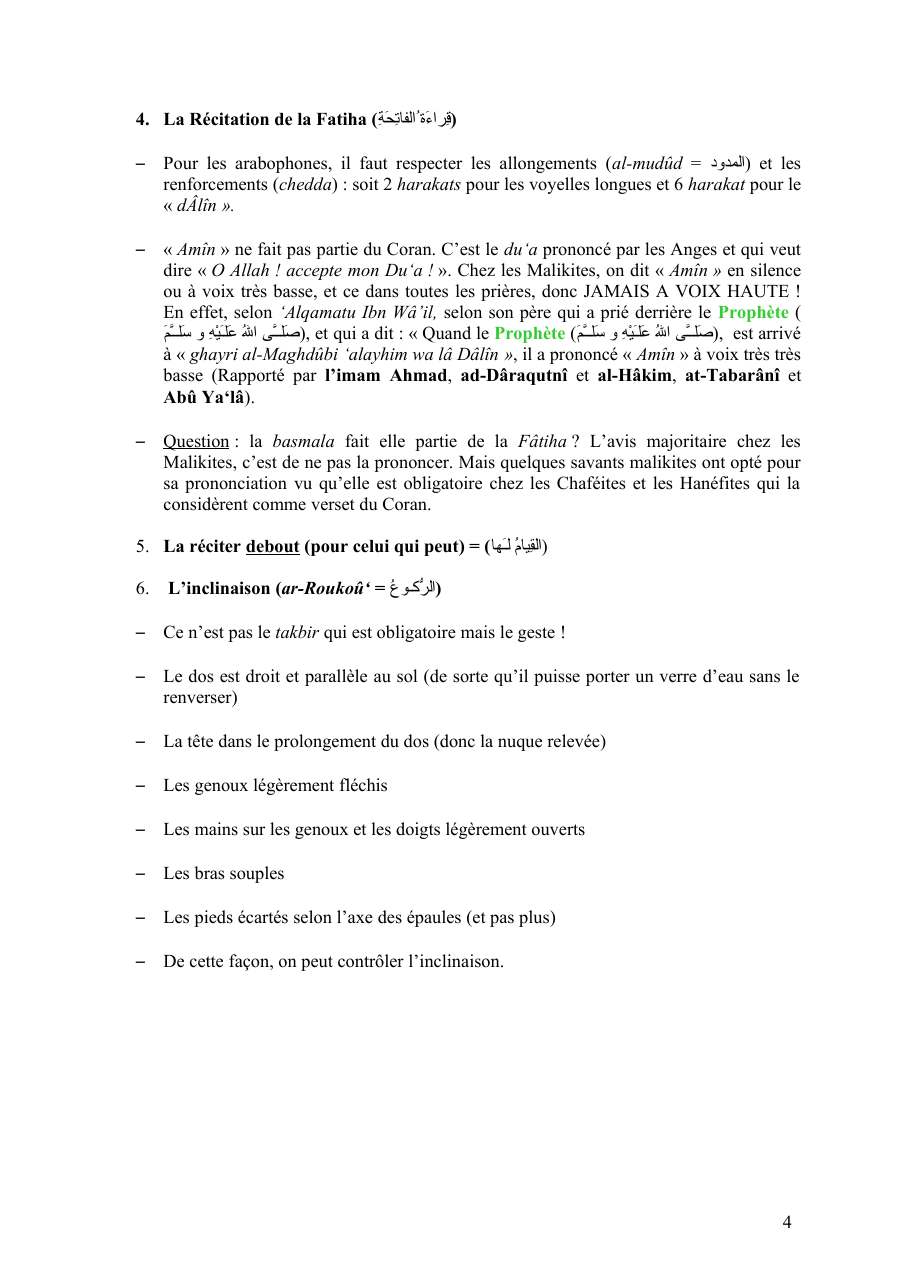 4. La Récitation de la Fatiha (قِراءَةُ الفاتِحَةِ)
– Pour les arabophones, il faut respecter les allongements (al-mudûd = المدود) et les
renforcements (chedda) : soit 2 harakats pour les voyelles longues et 6 harakat pour le
« dÂlîn ».
– « Amîn » ne fait pas partie du Coran. C’est le du‘a prononcé par les Anges et qui veut
dire « O Allah ! accepte mon Du‘a ! ». Chez les Malikites, on dit « Amîn » en silence
ou à voix très basse, et ce dans toutes les prières, donc JAMAIS A VOIX HAUTE !
En effet, selon ‘Alqamatu Ibn Wâ’il, selon son père qui a prié derrière le Prophète (
صَلَـــَّى اللهُ عَلَـيْهِ و سَلَـــَّمَ), et qui a dit : « Quand le Prophète (صَلَـــَّى اللهُ عَلَـيْهِ و سَلَـــَّمَ), est arrivé
à « ghayri al-Maghdûbi ‘alayhim wa lâ Dâlîn », il a prononcé « Amîn » à voix très très
basse (Rapporté par l’imam Ahmad, ad-Dâraqutnî et al-Hâkim, at-Tabarânî et
Abû Ya‘lâ).
– Question : la basmala fait elle partie de la Fâtiha ? L’avis majoritaire chez les
Malikites, c’est de ne pas la prononcer. Mais quelques savants malikites ont opté pour
sa prononciation vu qu’elle est obligatoire chez les Chaféites et les Hanéfites qui la
considèrent comme verset du Coran.
5. La réciter debout (pour celui qui peut) = (القِيامُ لَـها)
6. L’inclinaison (ar-Roukoû‘ = الرُّكـوعُ)
– Ce n’est pas le takbir qui est obligatoire mais le geste !
– Le dos est droit et parallèle au sol (de sorte qu’il puisse porter un verre d’eau sans le
renverser)
– La tête dans le prolongement du dos (donc la nuque relevée)
– Les genoux légèrement fléchis
– Les mains sur les genoux et les doigts légèrement ouverts
– Les bras souples
– Les pieds écartés selon l’axe des épaules (et pas plus)
– De cette façon, on peut contrôler l’inclinaison.
4